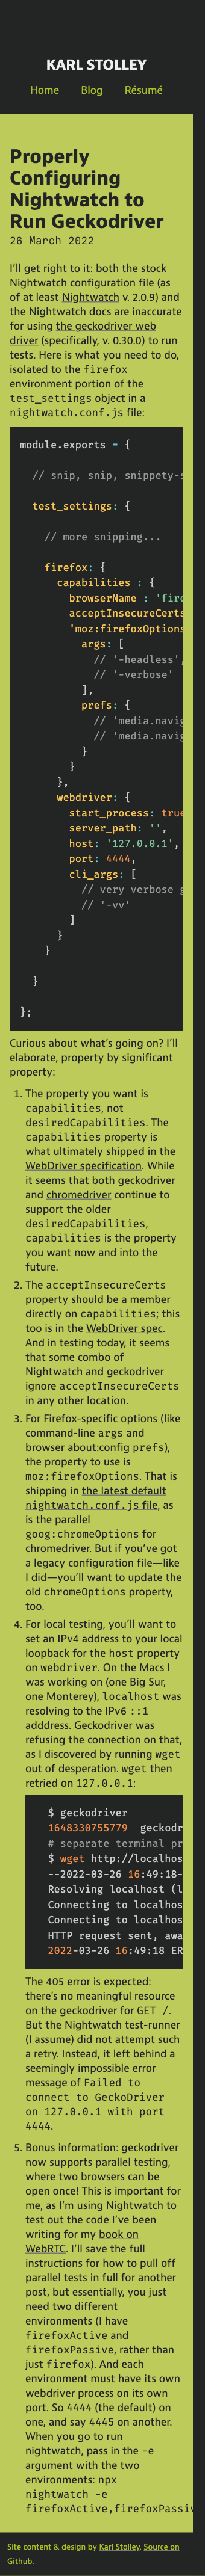 KARL STOLLEY
Home Blog Résumé
Properly
Configuring
Nightwatch to
Run Geckodriver
26 March 2022
I'll get right to it: both the stock
Nightwatch configuration file (as
of at least Nightwatch v. 2.0.9) and
the Nightwatch docs are inaccurate
for using the geckodriver web
driver (specifically, v. 0.30.0) to run
tests. Here is what you need to do,
isolated to the firefox
environment portion of the
test_settings object in a
nightwatch.conf.js file:
module.exports = {
// snip, snip, snippety-s
test_settings: {
// more snipping...
firefox: {
capabilities : {
browserName : 'fire
acceptInsecureCerts
'moz:firefoxOptions
args: [
// '-headless',
// '-verbose'
],
prefs: {
// 'media.navig
// 'media.navig
}
}
},
webdriver: {
start_process: true
server_path: '',
host: '127.0.0.1',
port: 4444,
cli_args: [
// very verbose g
// '-vv'
]
}
}
}
};
Curious about what's going on? I'll
elaborate, property by significant
property:
1. The property you want is
capabilities, not
desiredCapabilities. The
capabilities property is
what ultimately shipped in the
WebDriver specification. While
it seems that both geckodriver
and chromedriver continue to
support the older
desiredCapabilities,
capabilities is the property
you want now and into the
future.
2. The acceptInsecureCerts
property should be a member
directly on capabilities; this
too is in the WebDriver spec.
And in testing today, it seems
that some combo of
Nightwatch and geckodriver
ignore acceptInsecureCerts
in any other location.
3. For Firefox-specific options (like
command-line args and
browser about:config prefs),
the property to use is
moz:firefoxOptions. That is
shipping in the latest default
nightwatch.conf.js file, as
is the parallel
goog:chromeOptions for
chromedriver. But if you've got
a legacy configuration file—like
I did—you'll want to update the
old chromeOptions property,
too.
4. For local testing, you'll want to
set an IPv4 address to your local
loopback for the host property
on webdriver. On the Macs I
was working on (one Big Sur,
one Monterey), localhost was
resolving to the IPv6 ::1
adddress. Geckodriver was
refusing the connection on that,
as I discovered by running wget
out of desperation. wget then
retried on 127.0.0.1:
$ geckodriver
1648330755779 geckodr
# separate terminal pr
$ wget http://localhos
--2022-03-26 16:49:18-
Resolving localhost (l
Connecting to localhos
Connecting to localhos
HTTP request sent, awa
2022-03-26 16:49:18 ER
The 405 error is expected:
there's no meaningful resource
on the geckodriver for GET /.
But the Nightwatch test-runner
(I assume) did not attempt such
a retry. Instead, it left behind a
seemingly impossible error
message of Failed to
connect to GeckoDriver
on 127.0.0.1 with port
4444.
5. Bonus information: geckodriver
now supports parallel testing,
where two browsers can be
open once! This is important for
me, as I'm using Nightwatch to
test out the code I've been
writing for my book on
WebRTC. I'll save the full
instructions for how to pull off
parallel tests in full for another
post, but essentially, you just
need two different
environments (I have
firefoxActive and
firefoxPassive, rather than
just firefox). And each
environment must have its own
webdriver process on its own
port. So 4444 (the default) on
one, and say 4445 on another.
When you go to run
nightwatch, pass in the -e
argument with the two
environments: npx
nightwatch -e
firefoxActive,firefoxPassiv
Site content & design by Karl Stolley. Source on
Github.